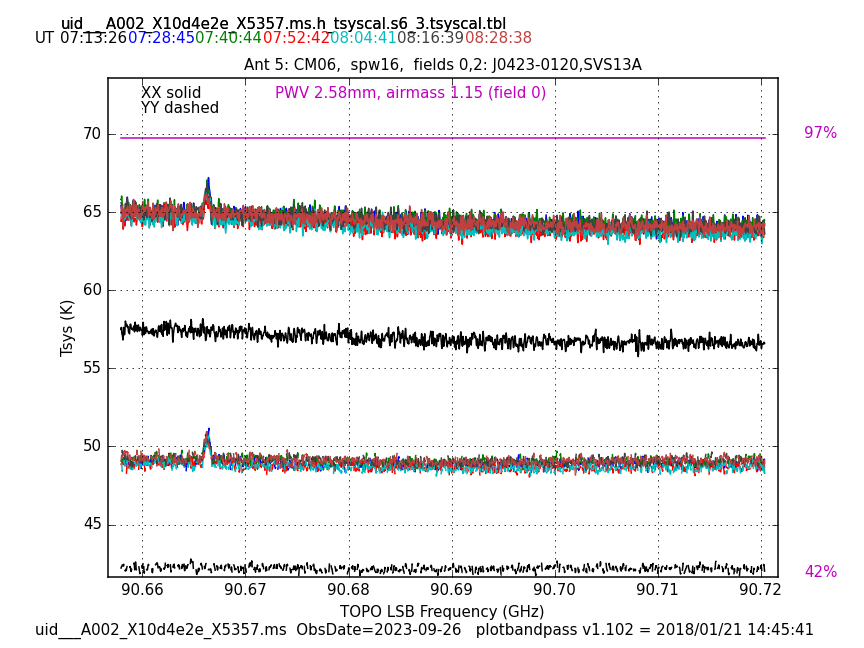 uid___A002_X10d4e2e_X5357.ms.h_tsyscal.s6_3.tsyscal.tbl
UT 07:13:26 07:28:45 07:40:44 07:52:42 08:04:41 08:16:39 08:28:38
Ant 5: CM06,  spw16,  fields 0,2: J0423-0120,SVS13A
XX solid PWV 2.58mm, airmass 1.15 (field 0)
YY dashed
70 97%
65
60
Tsys (K)
55
50
45
42%
90.66 90.67 90.68 90.69 90.70 90.71 90.72
TOPO LSB Frequency (GHz)
uid___A002_X10d4e2e_X5357.ms  ObsDate=2023-09-26   plotbandpass v1.102 = 2018/01/21 14:45:41